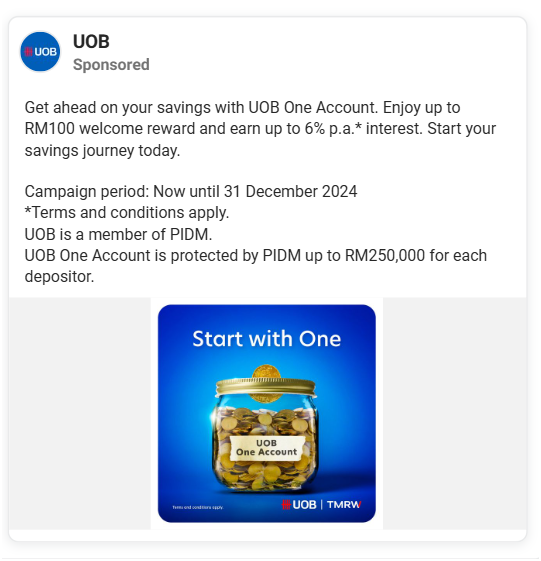 UOB
UOB
Sponsored
Get ahead on your savings with UOB One Account. Enjoy up to
RM100 welcome reward and earn up to 6% p.a.* interest. Start your
savings journey today.
Campaign period: Now until 31 December 2024
*Terms and conditions apply.
UOB is a member of PIDM.
UOB One Account is protected by PIDM up to RM250,000 for each
depositor.
Start with One
UOB
One Account
Terms and conditions apply
UOB | TMRW